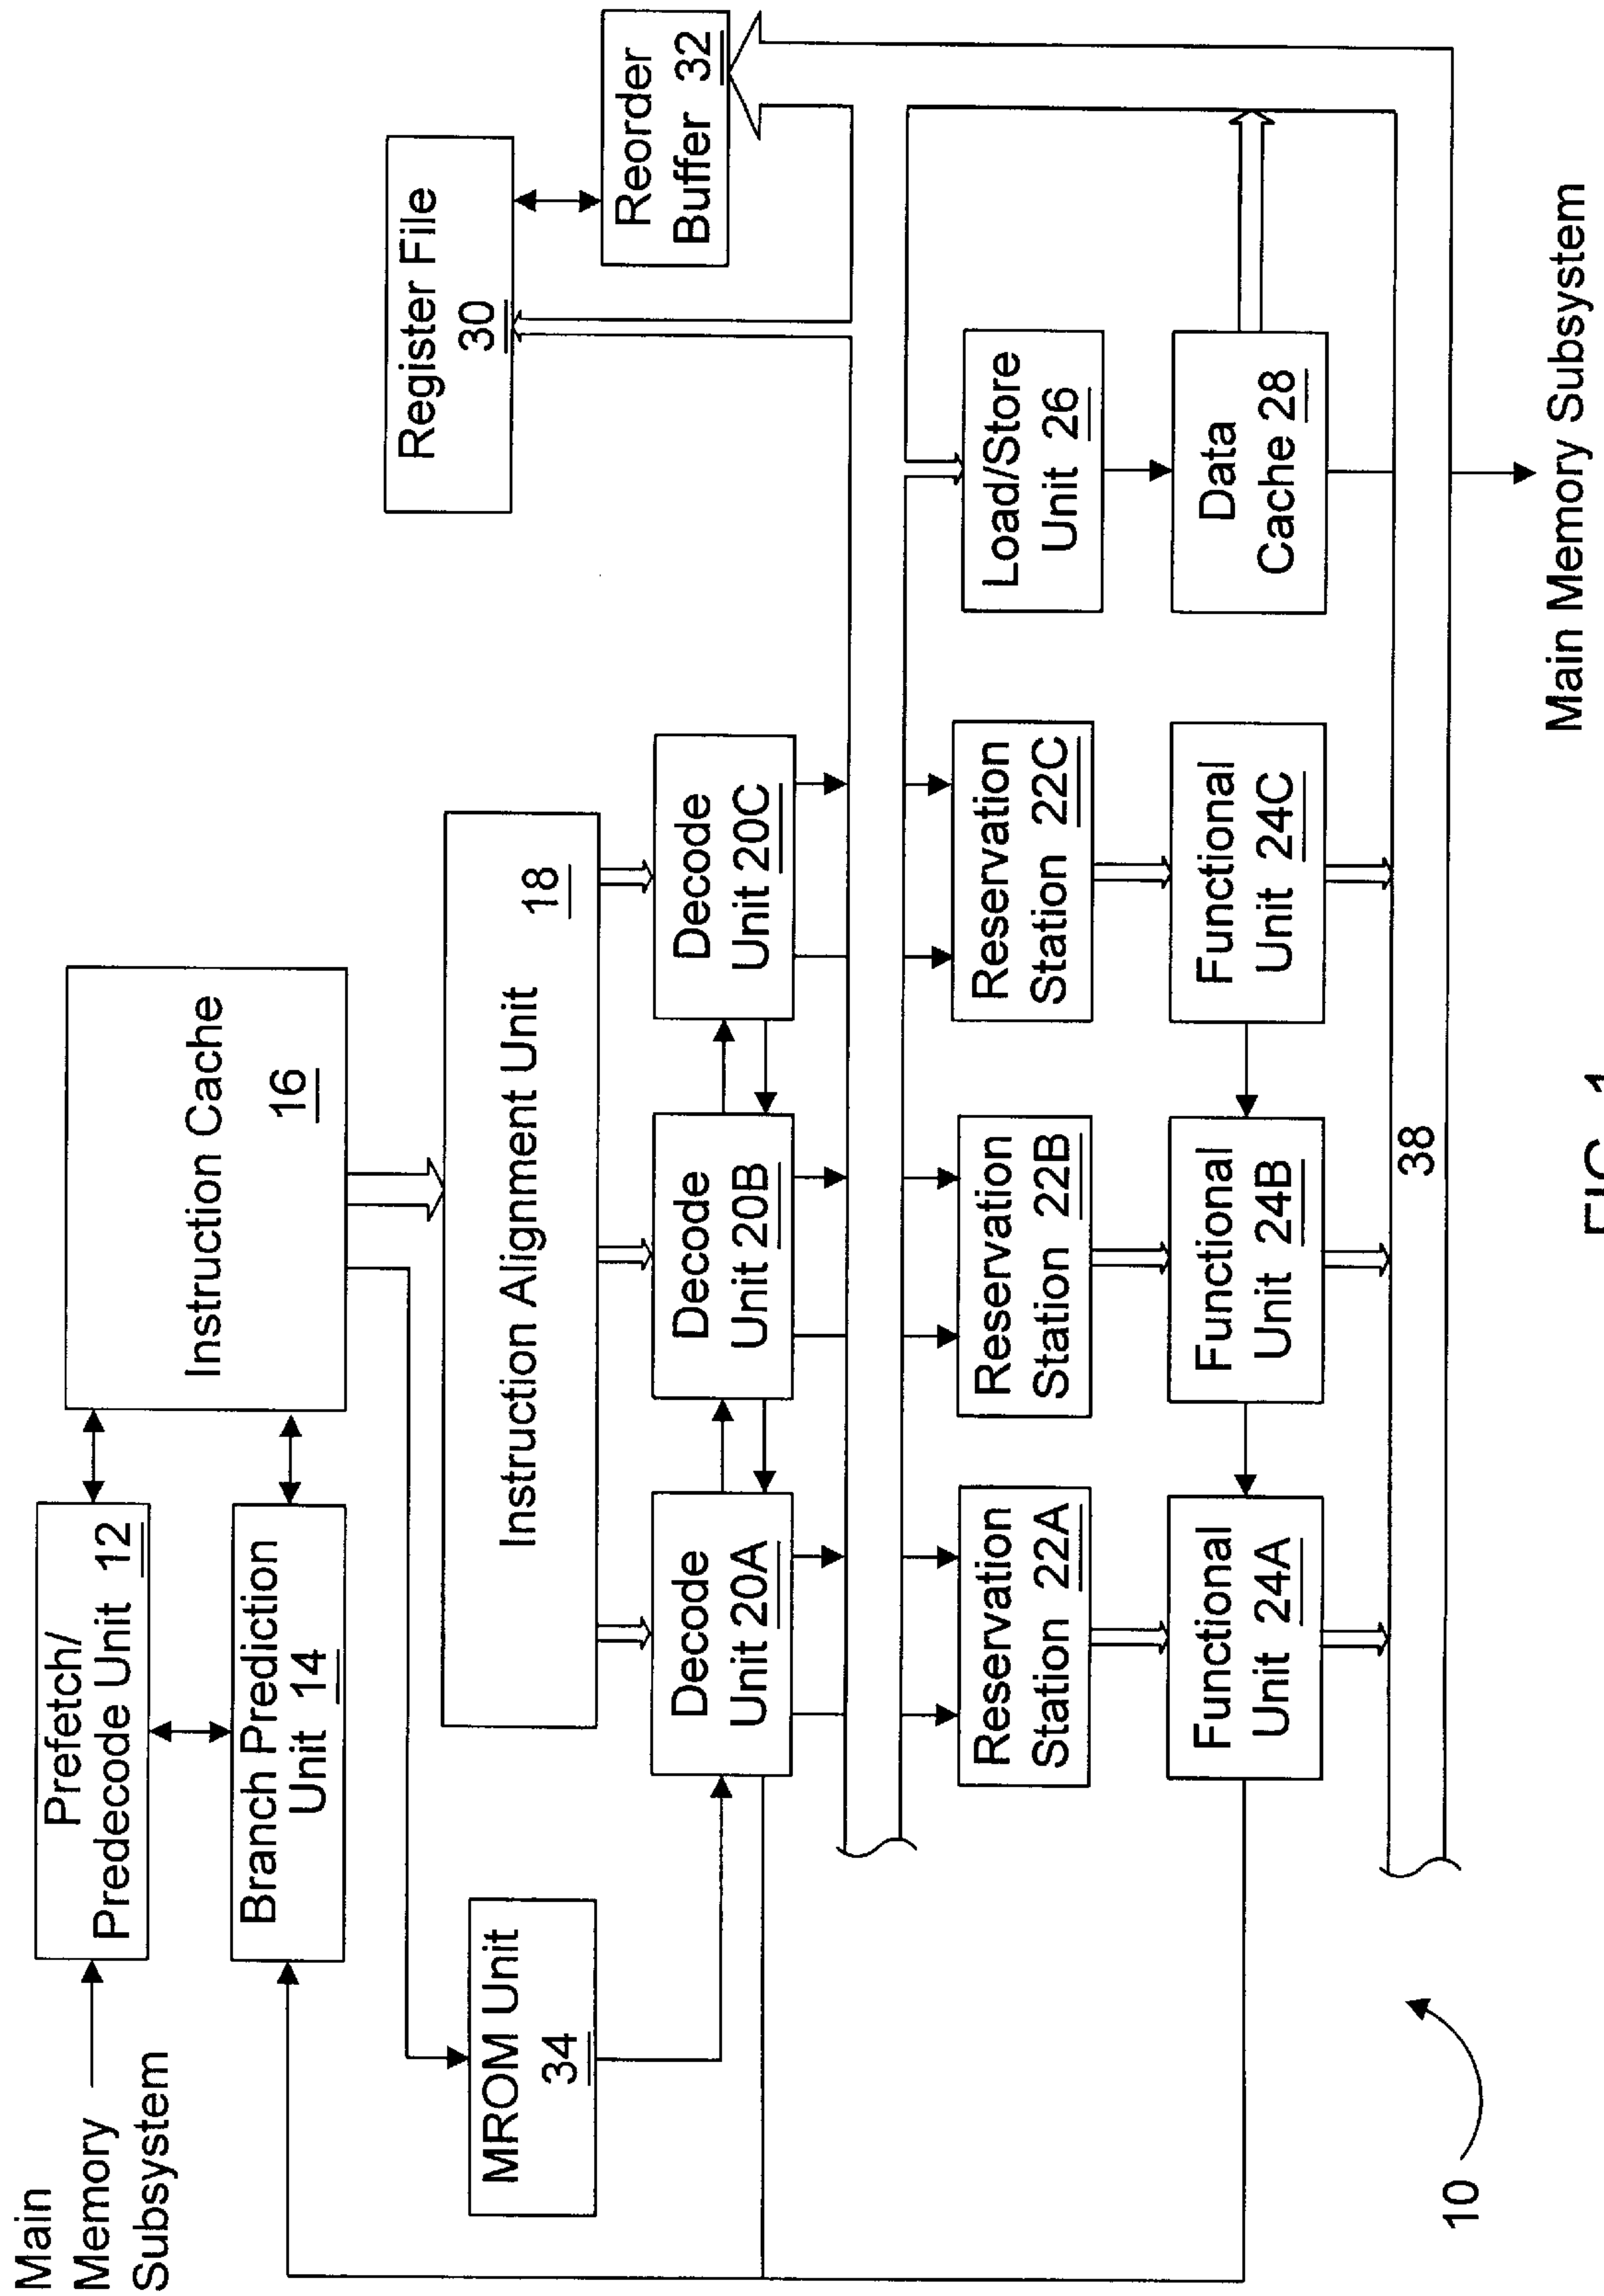 Main
Memory
Subsystem
Prefetch/
Predecode Unit 12
Branch Prediction
Unit 14
Instruction Cache
16
MROM Unit
34
Instruction Alignment Unit
18
Register File
30
Reorder
Buffer 32
Decode
Unit 20A
Decode
Unit 20B
Decode
Unit 20C
Reservation
Station 22A
Reservation
Station 22B
Reservation
Station 22C
Load/Store
Unit 26
Functional
Unit 24A
Functional
Unit 24B
Functional
Unit 24C
Data
Cache 28
38
10
Main Memory Subsystem
FIG. 1